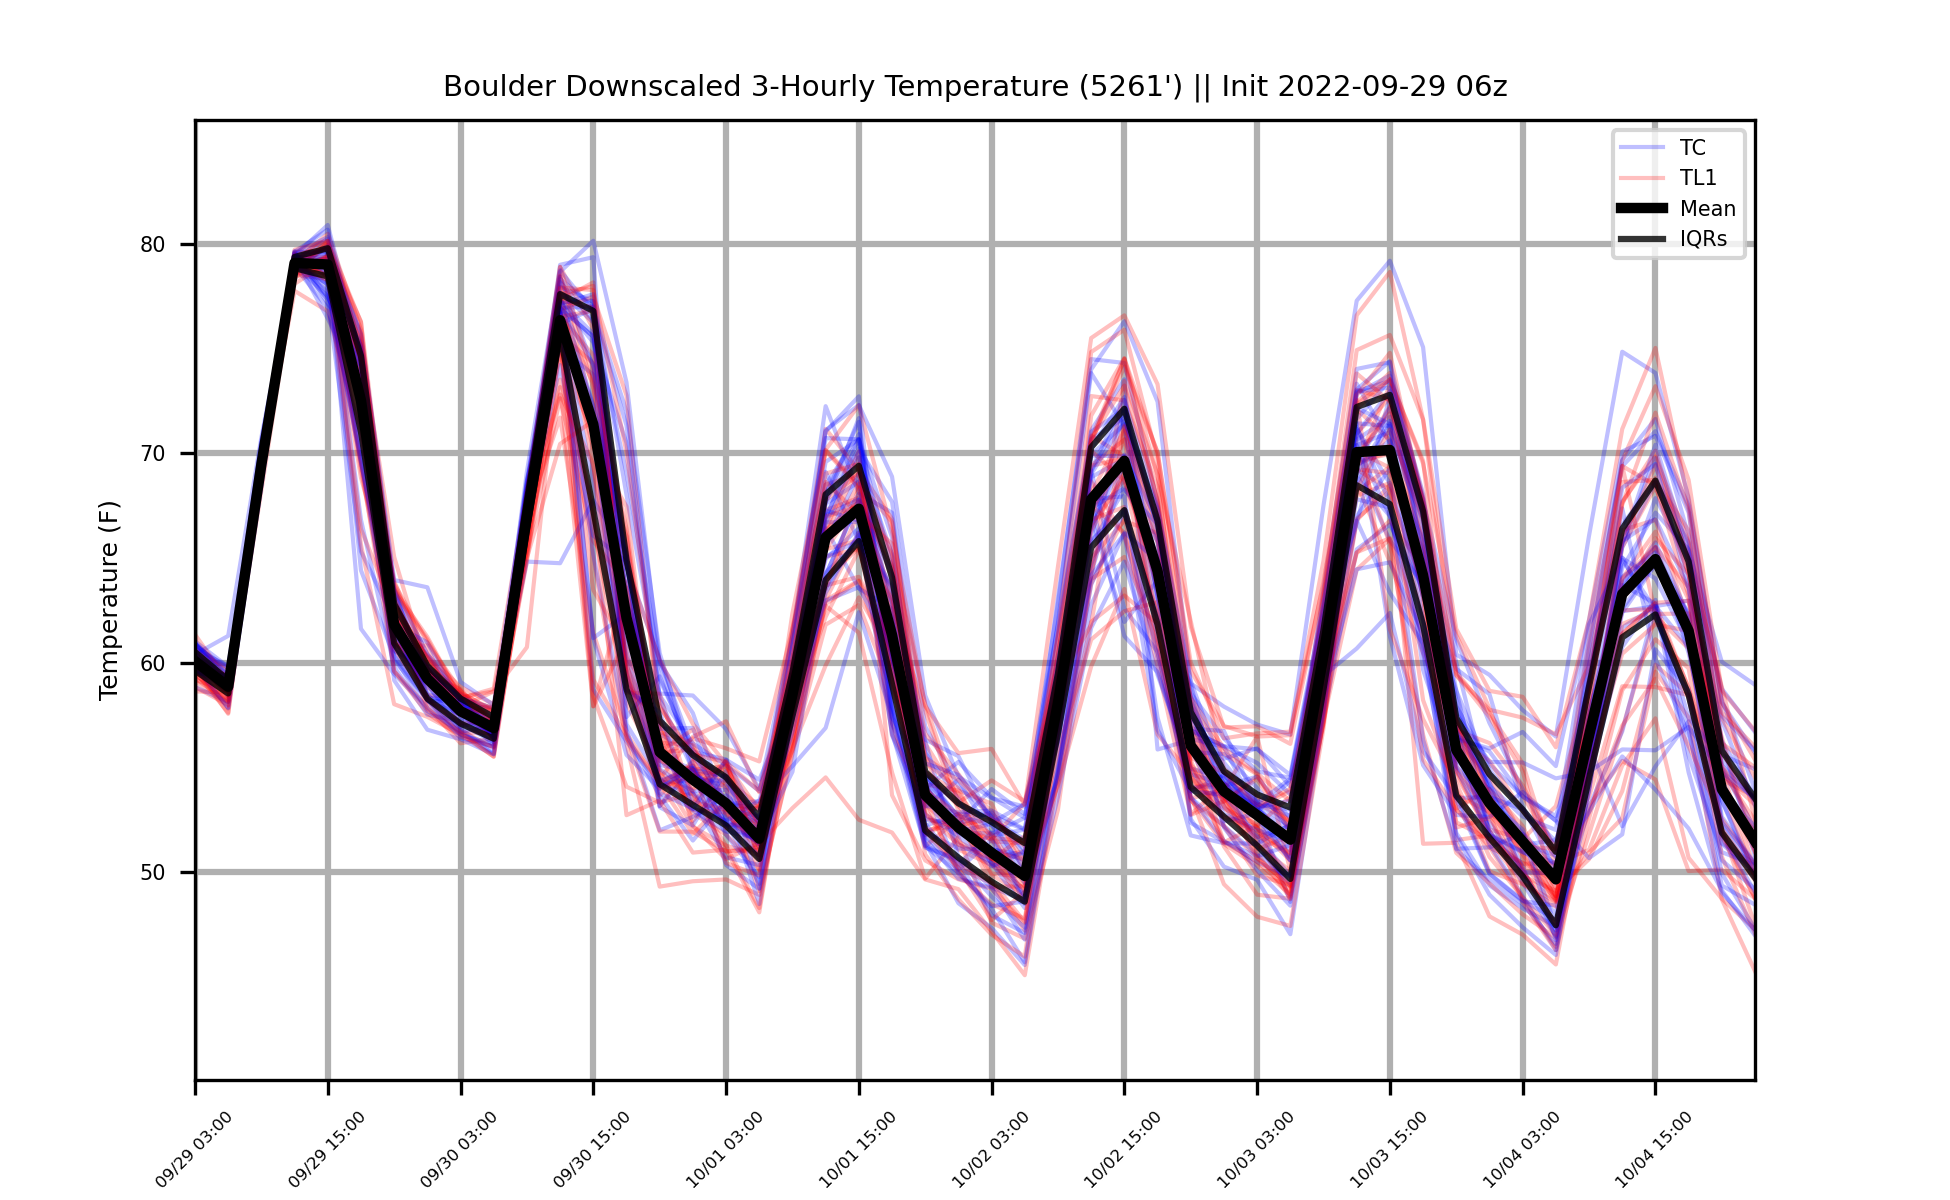 Boulder Downscaled 3-Hourly Temperature (5261') || Init 2022-09-29 06z
TC
TL1
Mean
IQRs
Temperature (F)
80
70
60
50
09/29 03:00
09/29 15:00
09/30 03:00
09/30 15:00
10/01 03:00
10/01 15:00
10/02 03:00
10/02 15:00
10/03 03:00
10/03 15:00
10/04 03:00
10/04 15:00